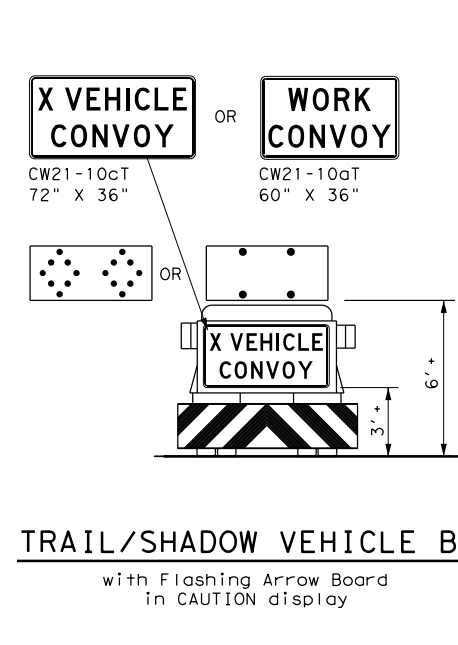 X VEHICLE
CONVOY
OR
WORK
CONVOY
CW21-10cT
72" X 36"
CW21-10aT
60" X 36"
OR
X VEHICLE
CONVOY
6' +
3' +
TRAIL/SHADOW VEHICLE B
with Flashing Arrow Board
in CAUTION display